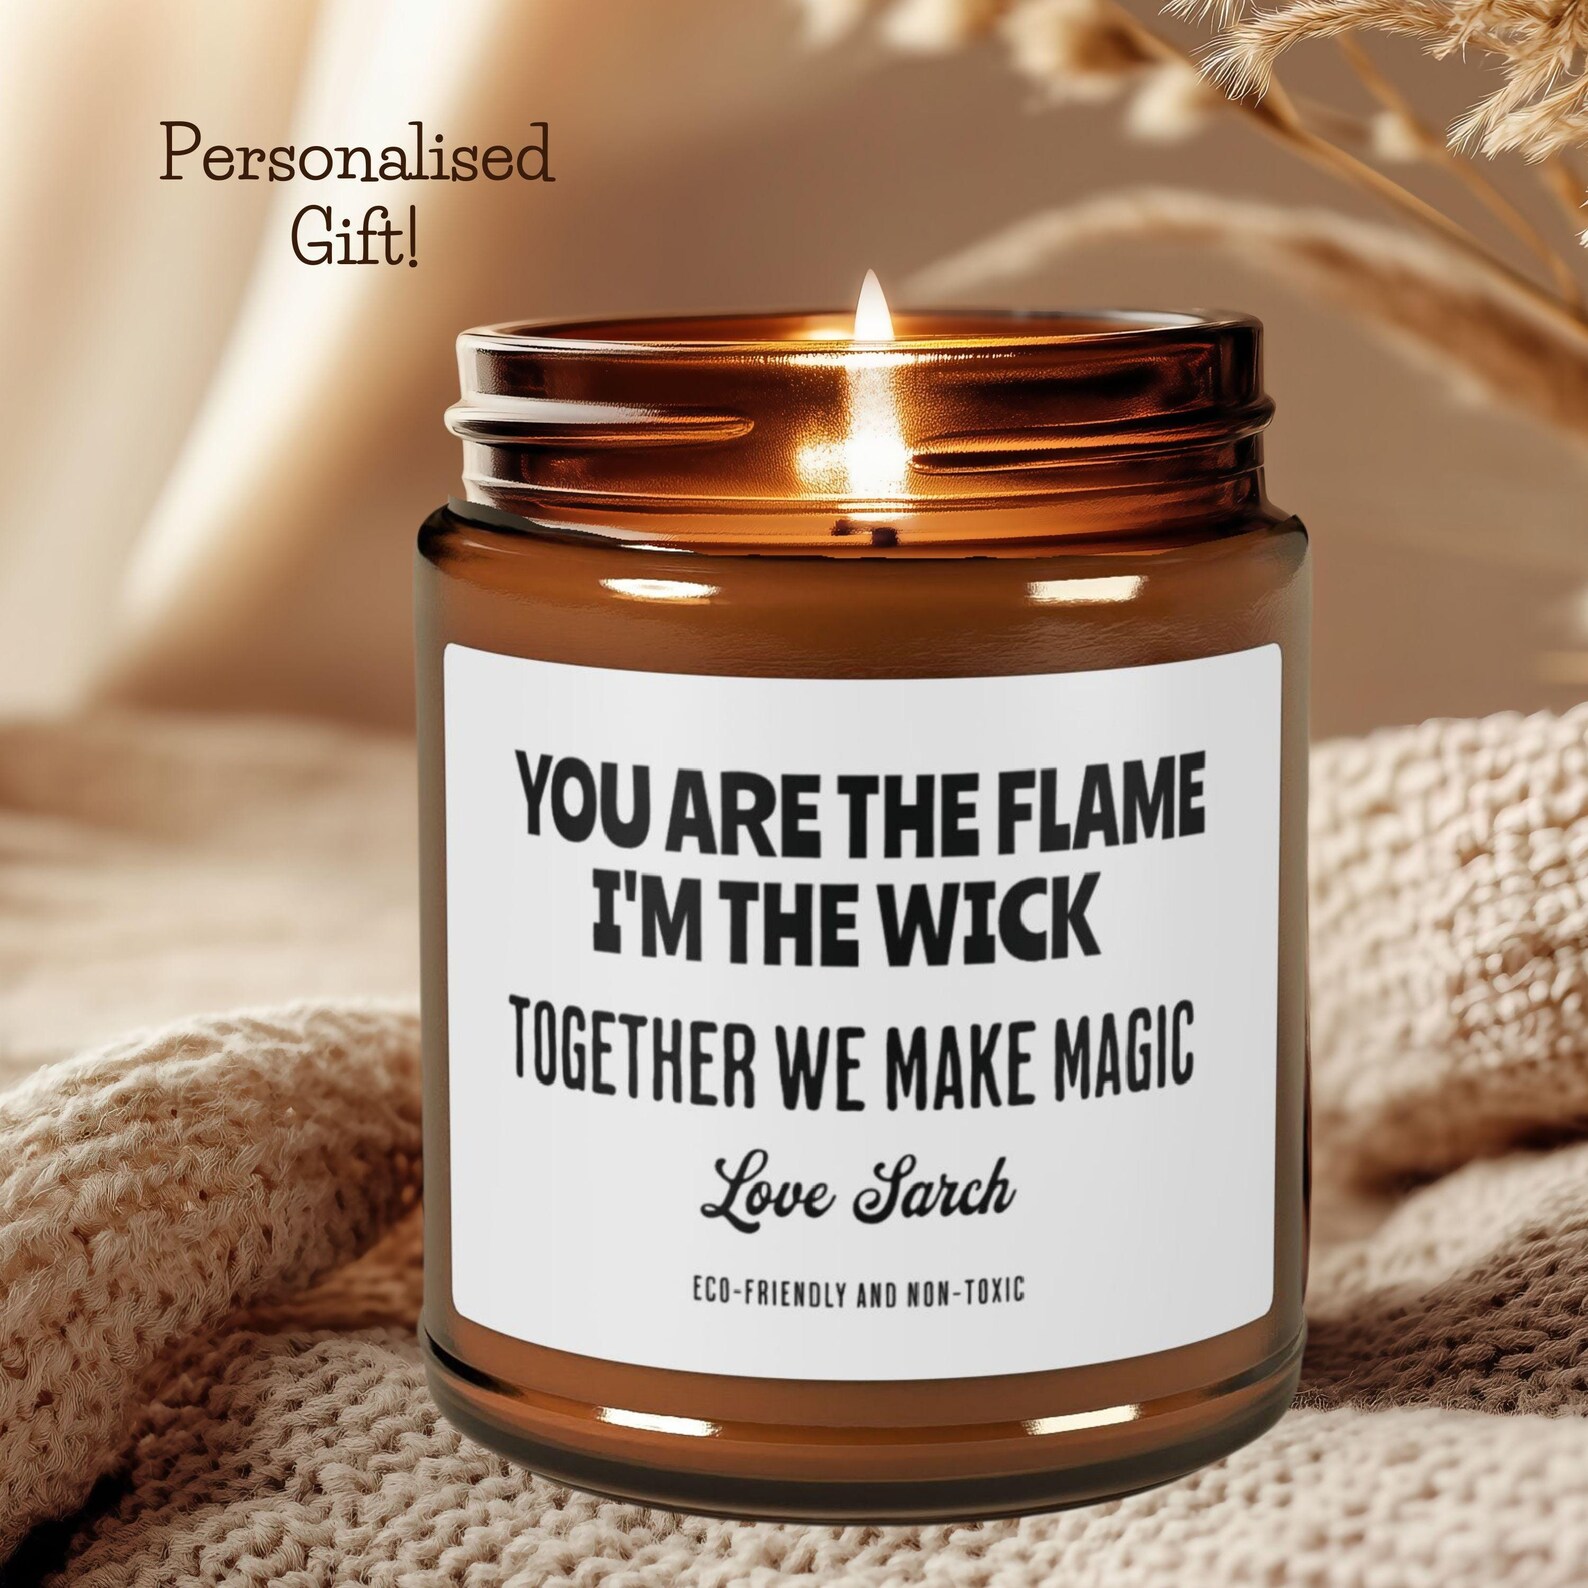 Personalised
Gift!
YOU ARE THE FLAME
I'M THE WICK
TOGETHER WE MAKE MAGIC
Love Sarch
ECO-FRIENDLY AND NON-TOXIC